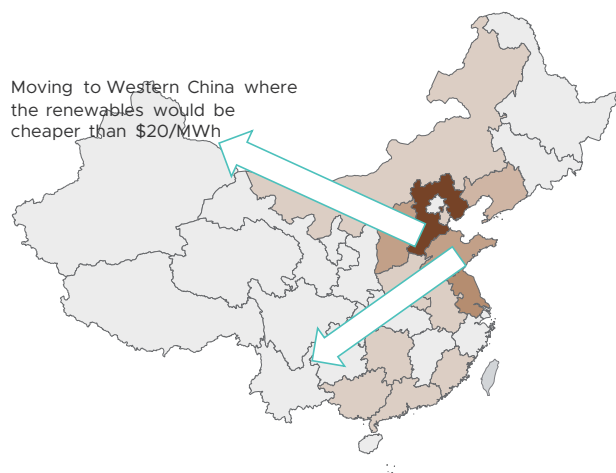 Moving to Western China where
the renewables would be
cheaper than $20/MWh